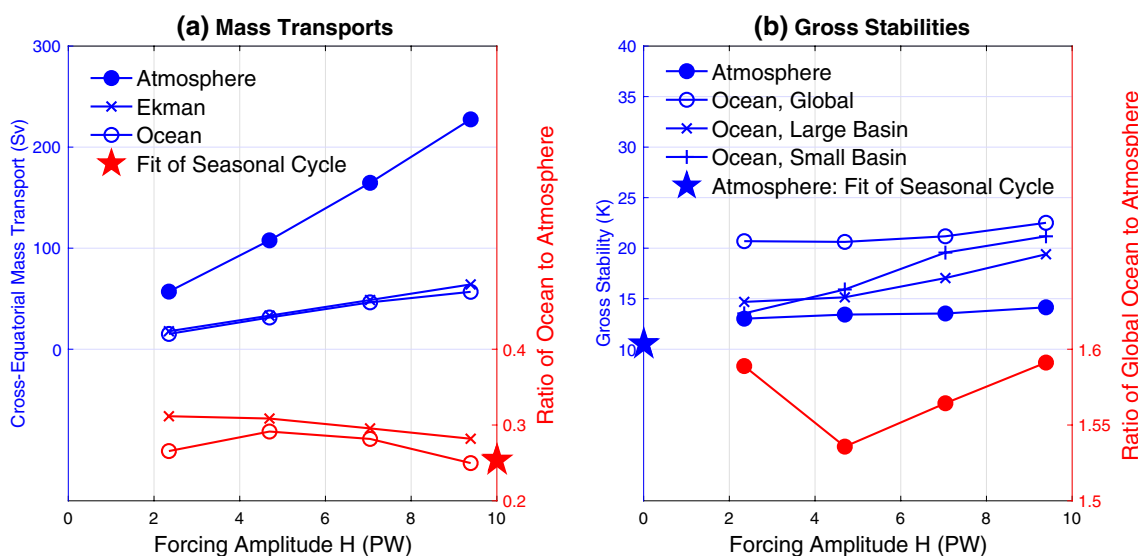 (a) Mass Transports
300
200
100
0
Cross-Equatorial Mass Transport (Sv)
Atmosphere
Ekman
Ocean
Fit of Seasonal Cycle
0.4
0.3
0.2
Ratio of Ocean to Atmosphere
0 2 4 6 8 10
Forcing Amplitude H (PW)
(b) Gross Stabilities
40
35
30
25
20
15
10
Gross Stability (K)
Atmosphere
Ocean, Global
Ocean, Large Basin
Ocean, Small Basin
Atmosphere: Fit of Seasonal Cycle
1.6
1.54
1.5
Ratio of Global Ocean to Atmosphere
0 2 4 6 8 10
Forcing Amplitude H (PW)